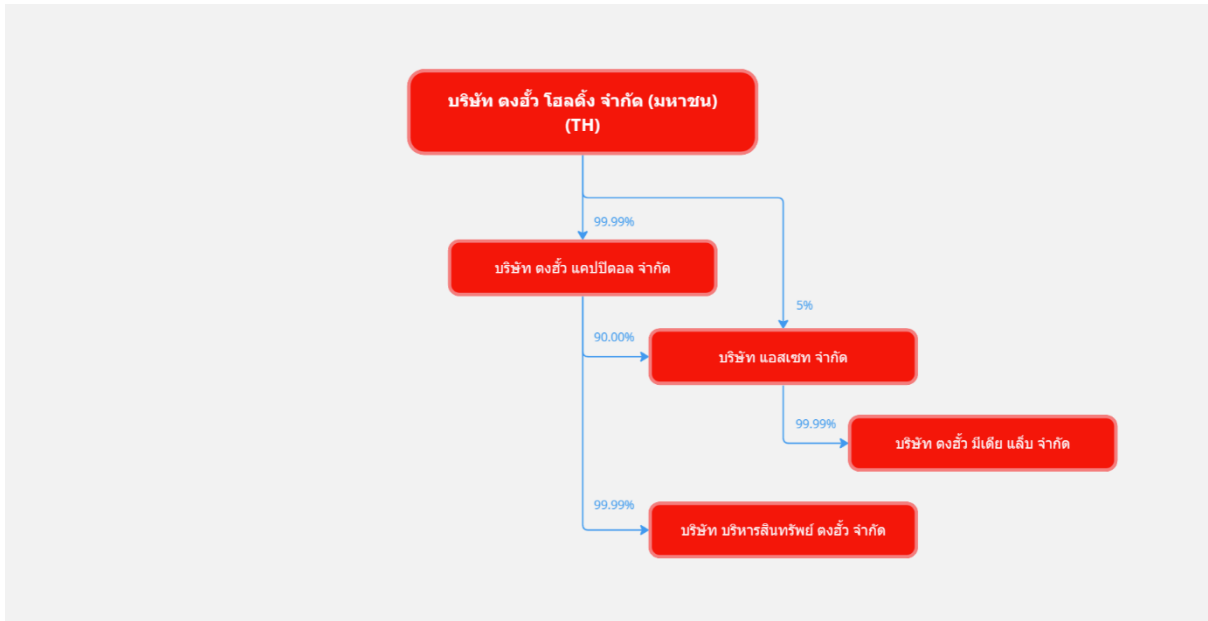 บริษัท ตงฮั้ว โฮลดิ้ง จำกัด (มหาชน)
(TH)
99.99%
บริษัท ตงฮั้ว แคปปิตอล จำกัด
5%
90.00%
บริษัท แอสเซท จำกัด
99.99%
บริษัท ตงฮั้ว มีเดีย แล็บ จำกัด
99.99%
บริษัท บริหารสินทรัพย์ ตงฮั้ว จำกัด